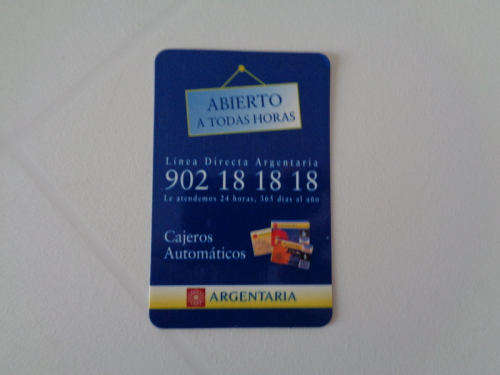 ABIERTO
A TODAS HORAS
Línea Directa Argentaria
902 18 18 18
Le atendemos 24 horas, 365 días al año
Cajeros
Automáticos
ARGENTARIA